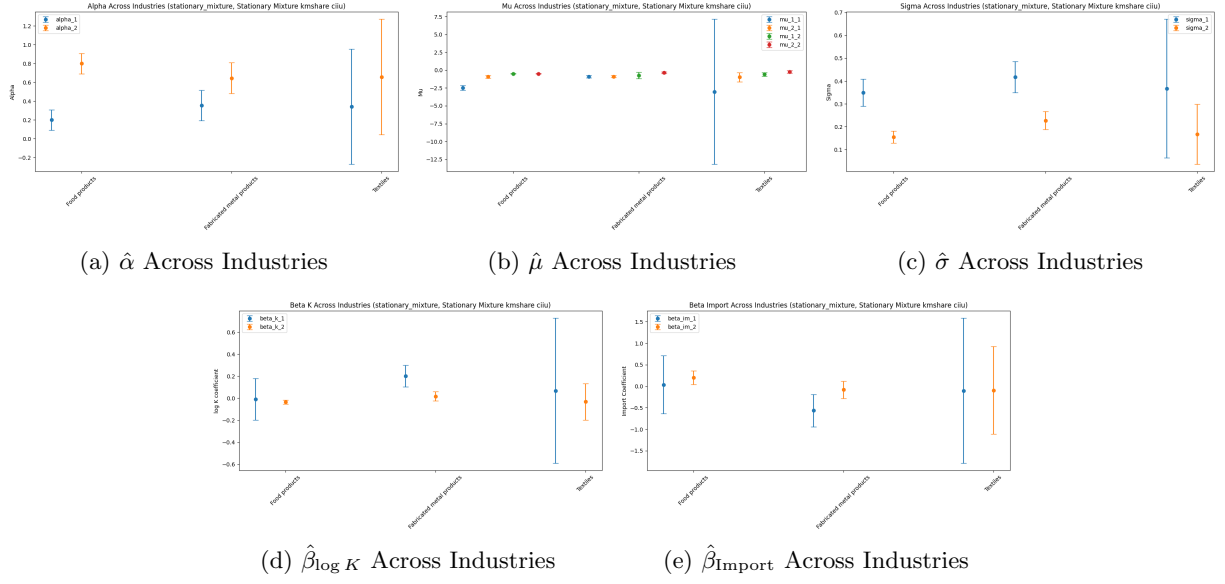 Alpha Across Industries (stationary_mixture, Stationary Mixture kmshare ciiu)
alpha_1
alpha_2
Alpha
1.2
1.0
0.8
0.6
0.4
0.2
0.0
−0.2
Food products
Fabricated metal products
Textiles
(a) α̂ Across Industries
Mu Across Industries (stationary_mixture, Stationary Mixture kmshare ciiu)
mu_1_1
mu_2_1
mu_1_2
mu_2_2
Mu
7.5
5.0
2.5
0.0
−2.5
−5.0
−7.5
−10.0
−12.5
Food products
Fabricated metal products
Textiles
(b) μ̂ Across Industries
Sigma Across Industries (stationary_mixture, Stationary Mixture kmshare ciiu)
sigma_1
sigma_2
Sigma
0.7
0.6
0.5
0.4
0.3
0.2
0.1
Food products
Fabricated metal products
Textiles
(c) σ̂ Across Industries
Beta K Across Industries (stationary_mixture, Stationary Mixture kmshare ciiu)
beta_k_1
beta_k_2
log K coefficient
0.6
0.4
0.2
0.0
−0.2
−0.4
−0.6
Food products
Fabricated metal products
Textiles
(d) β̂log K Across Industries
Beta Import Across Industries (stationary_mixture, Stationary Mixture kmshare ciiu)
beta_im_1
beta_im_2
Import Coefficient
1.5
1.0
0.5
0.0
−0.5
−1.0
−1.5
Food products
Fabricated metal products
Textiles
(e) β̂Import Across Industries